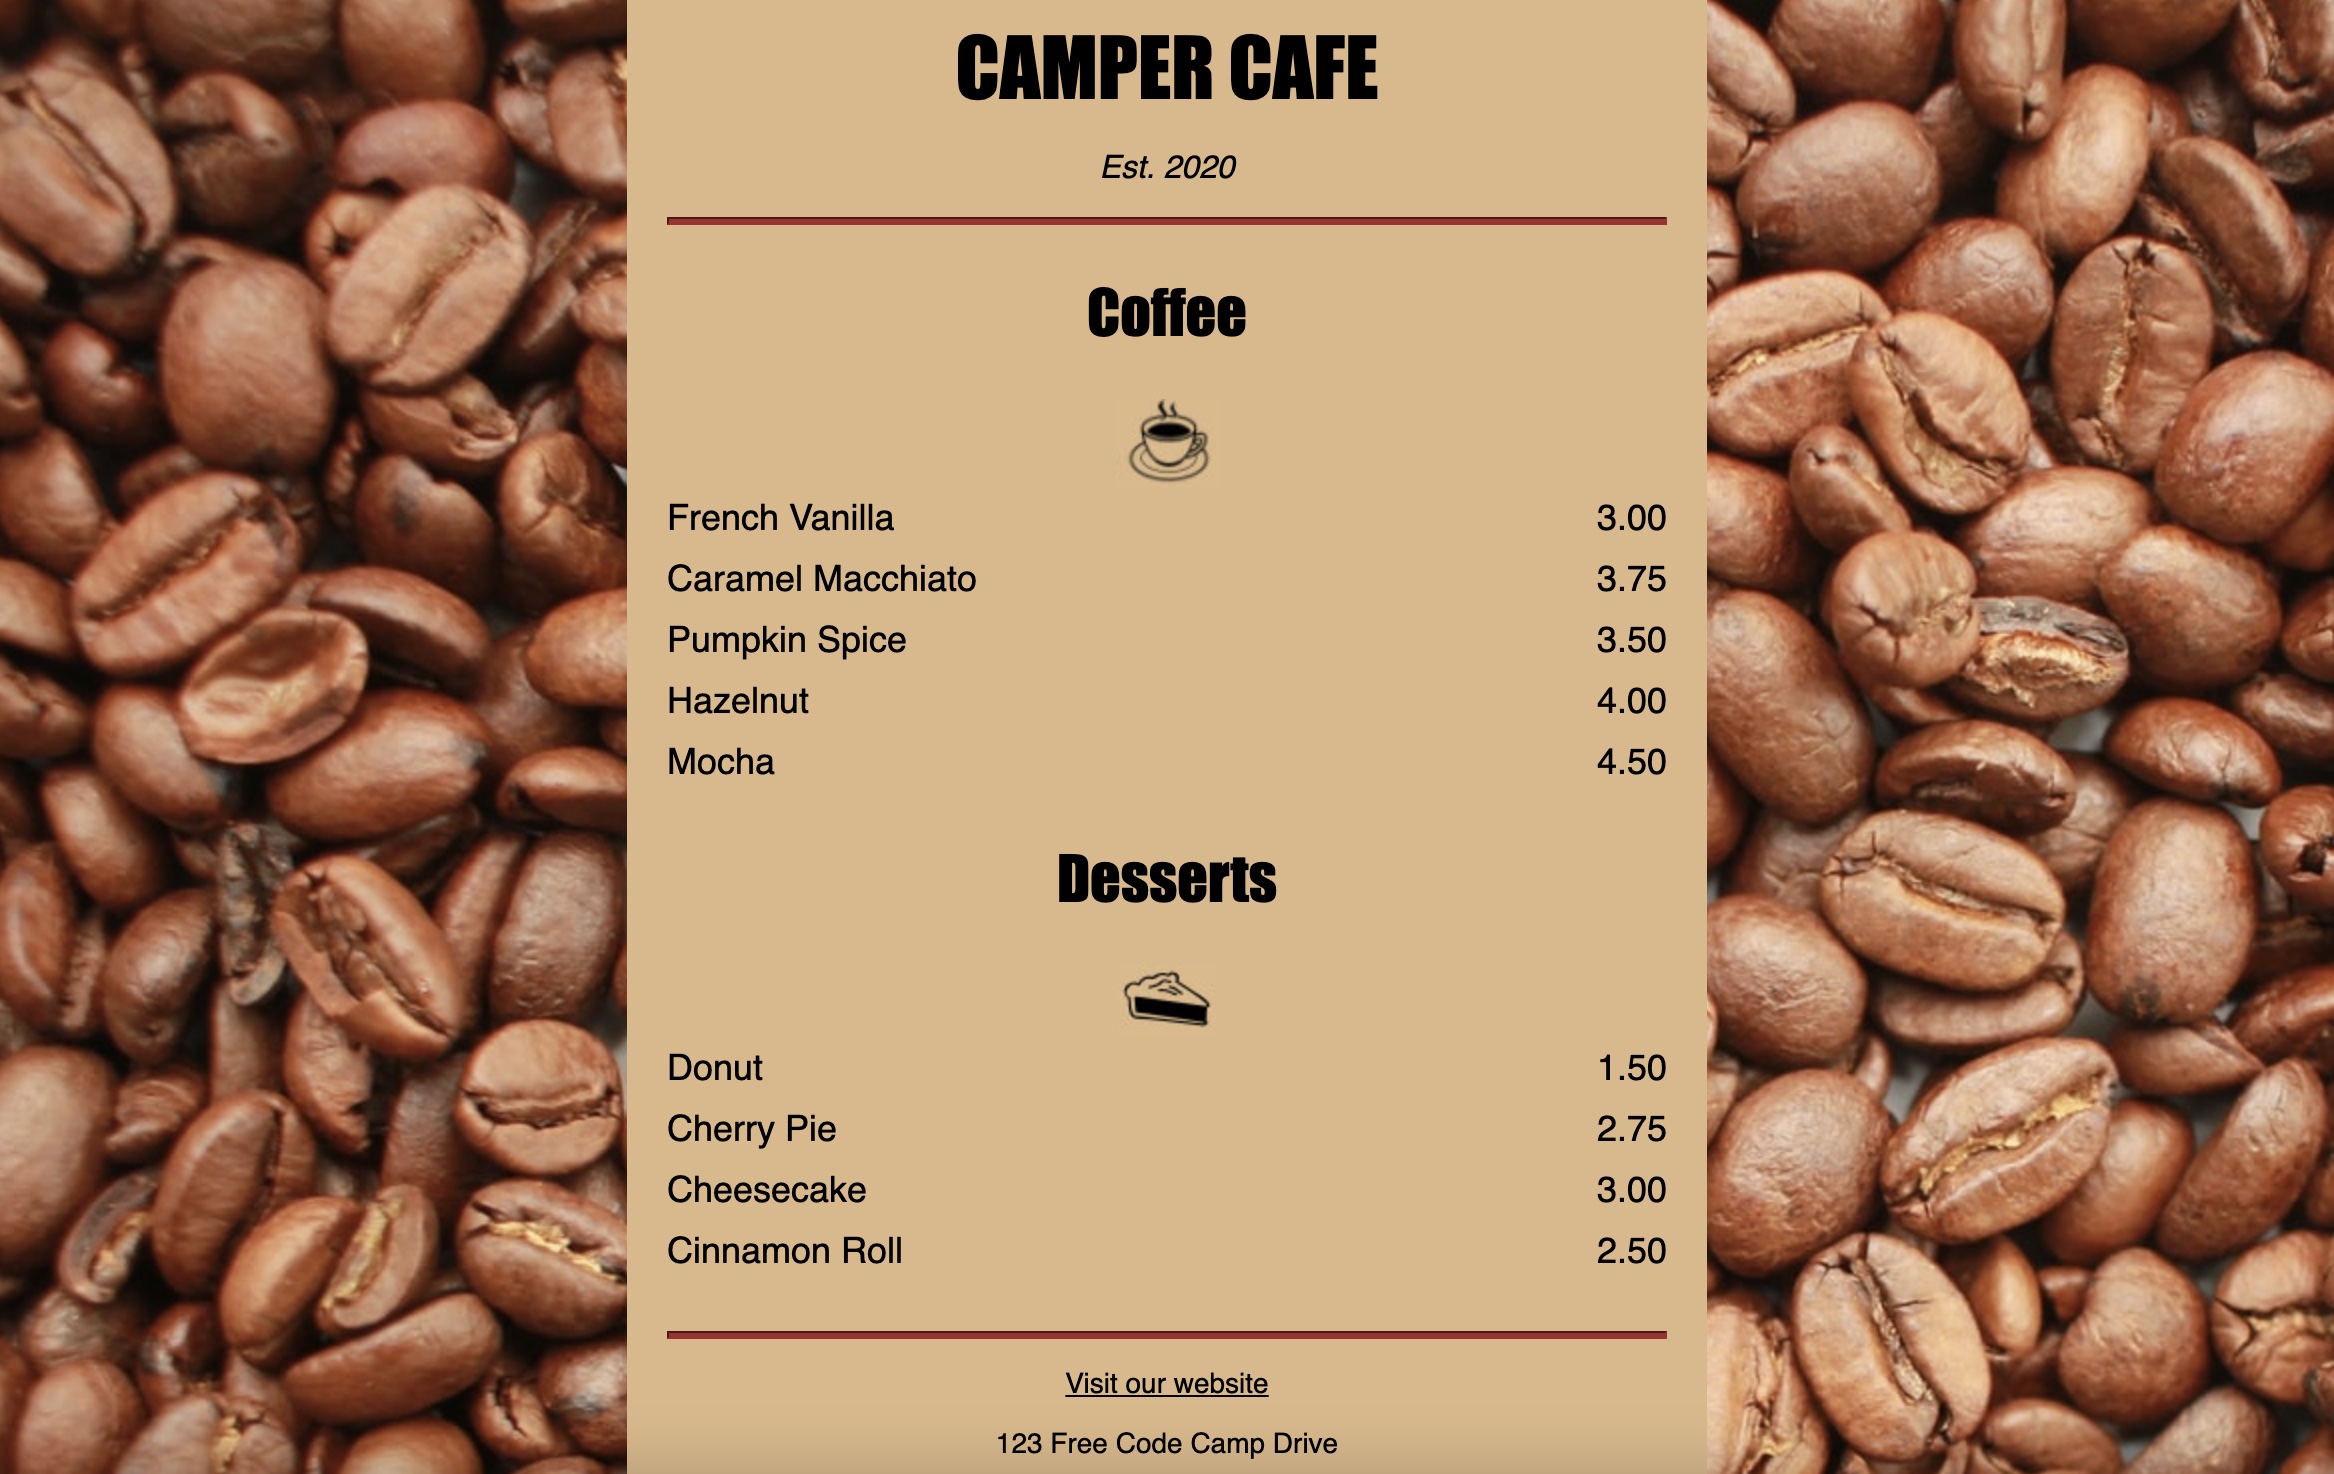 CAMPER CAFE
Est. 2020
Coffee
French Vanilla 3.00
Caramel Macchiato 3.75
Pumpkin Spice 3.50
Hazelnut 4.00
Mocha 4.50
Desserts
Donut 1.50
Cherry Pie 2.75
Cheesecake 3.00
Cinnamon Roll 2.50
Visit our website
123 Free Code Camp Drive